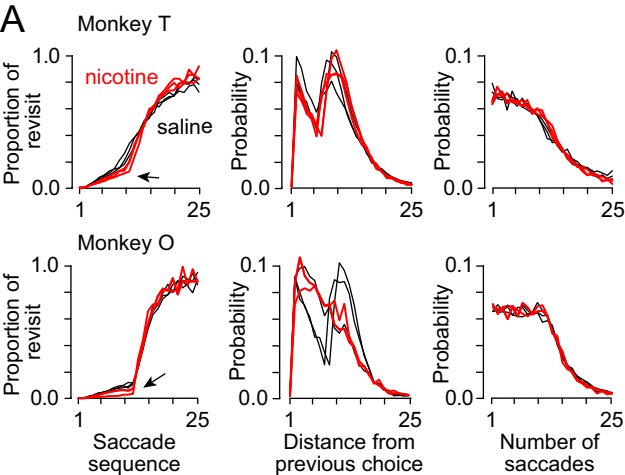 A
Monkey T
Proportion of
revisit
1.0
0.0
nicotine
saline
1
25
Probability
0.1
0.0
1
25
Probability
0.1
0.0
1
25
Monkey O
Proportion of
revisit
1.0
0.0
1
25
Saccade
sequence
Probability
0.1
0.0
1
25
Distance from
previous choice
Probability
0.1
0.0
1
25
Number of
saccades